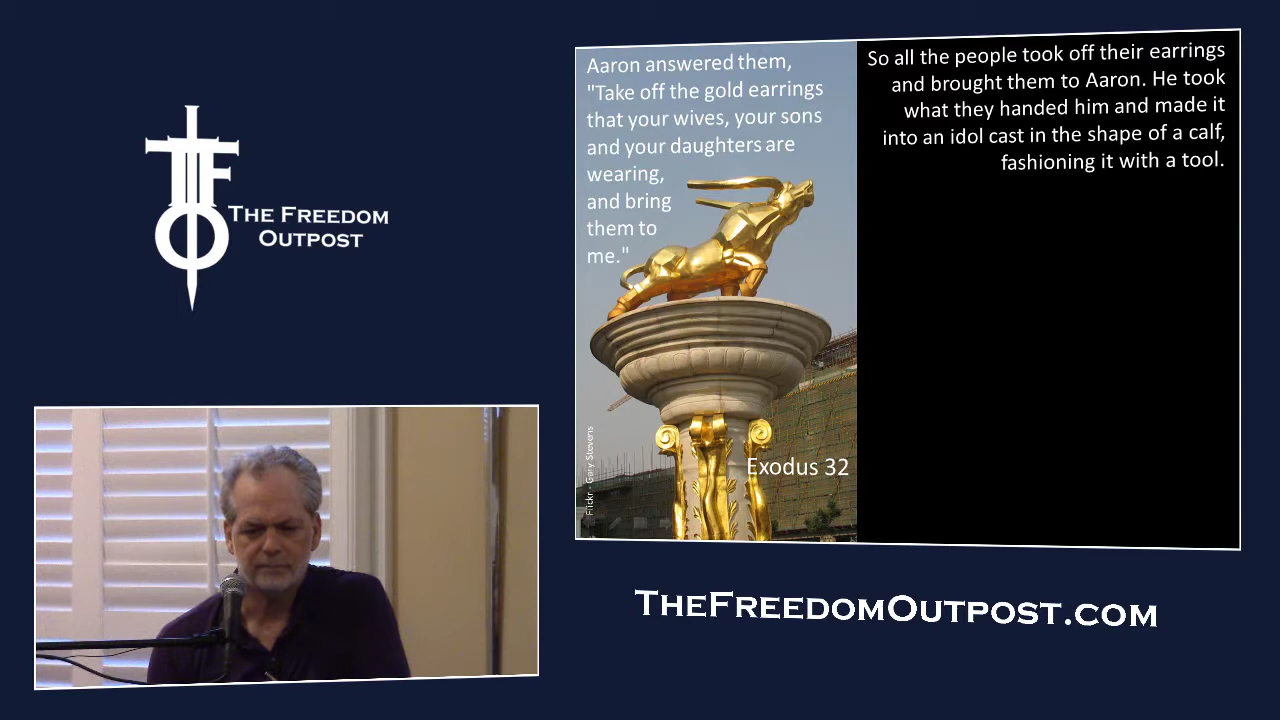 THE FREEDOM
OUTPOST
Aaron answered them,
"Take off the gold earrings
that your wives, your sons
and your daughters are
wearing,
and bring
them to
me."
Exodus 32
Flickr - Gary Stevens
So all the people took off their earrings
and brought them to Aaron. He took
what they handed him and made it
into an idol cast in the shape of a calf,
fashioning it with a tool.
THEFREEDOMOUTPOST.COM